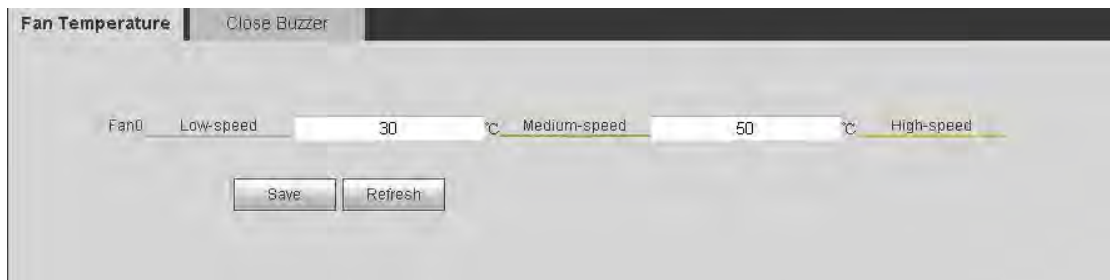 Fan Temperature Close Buzzer
Fan0 Low-speed 30 °C Medium-speed 50 °C High-speed
Save Refresh